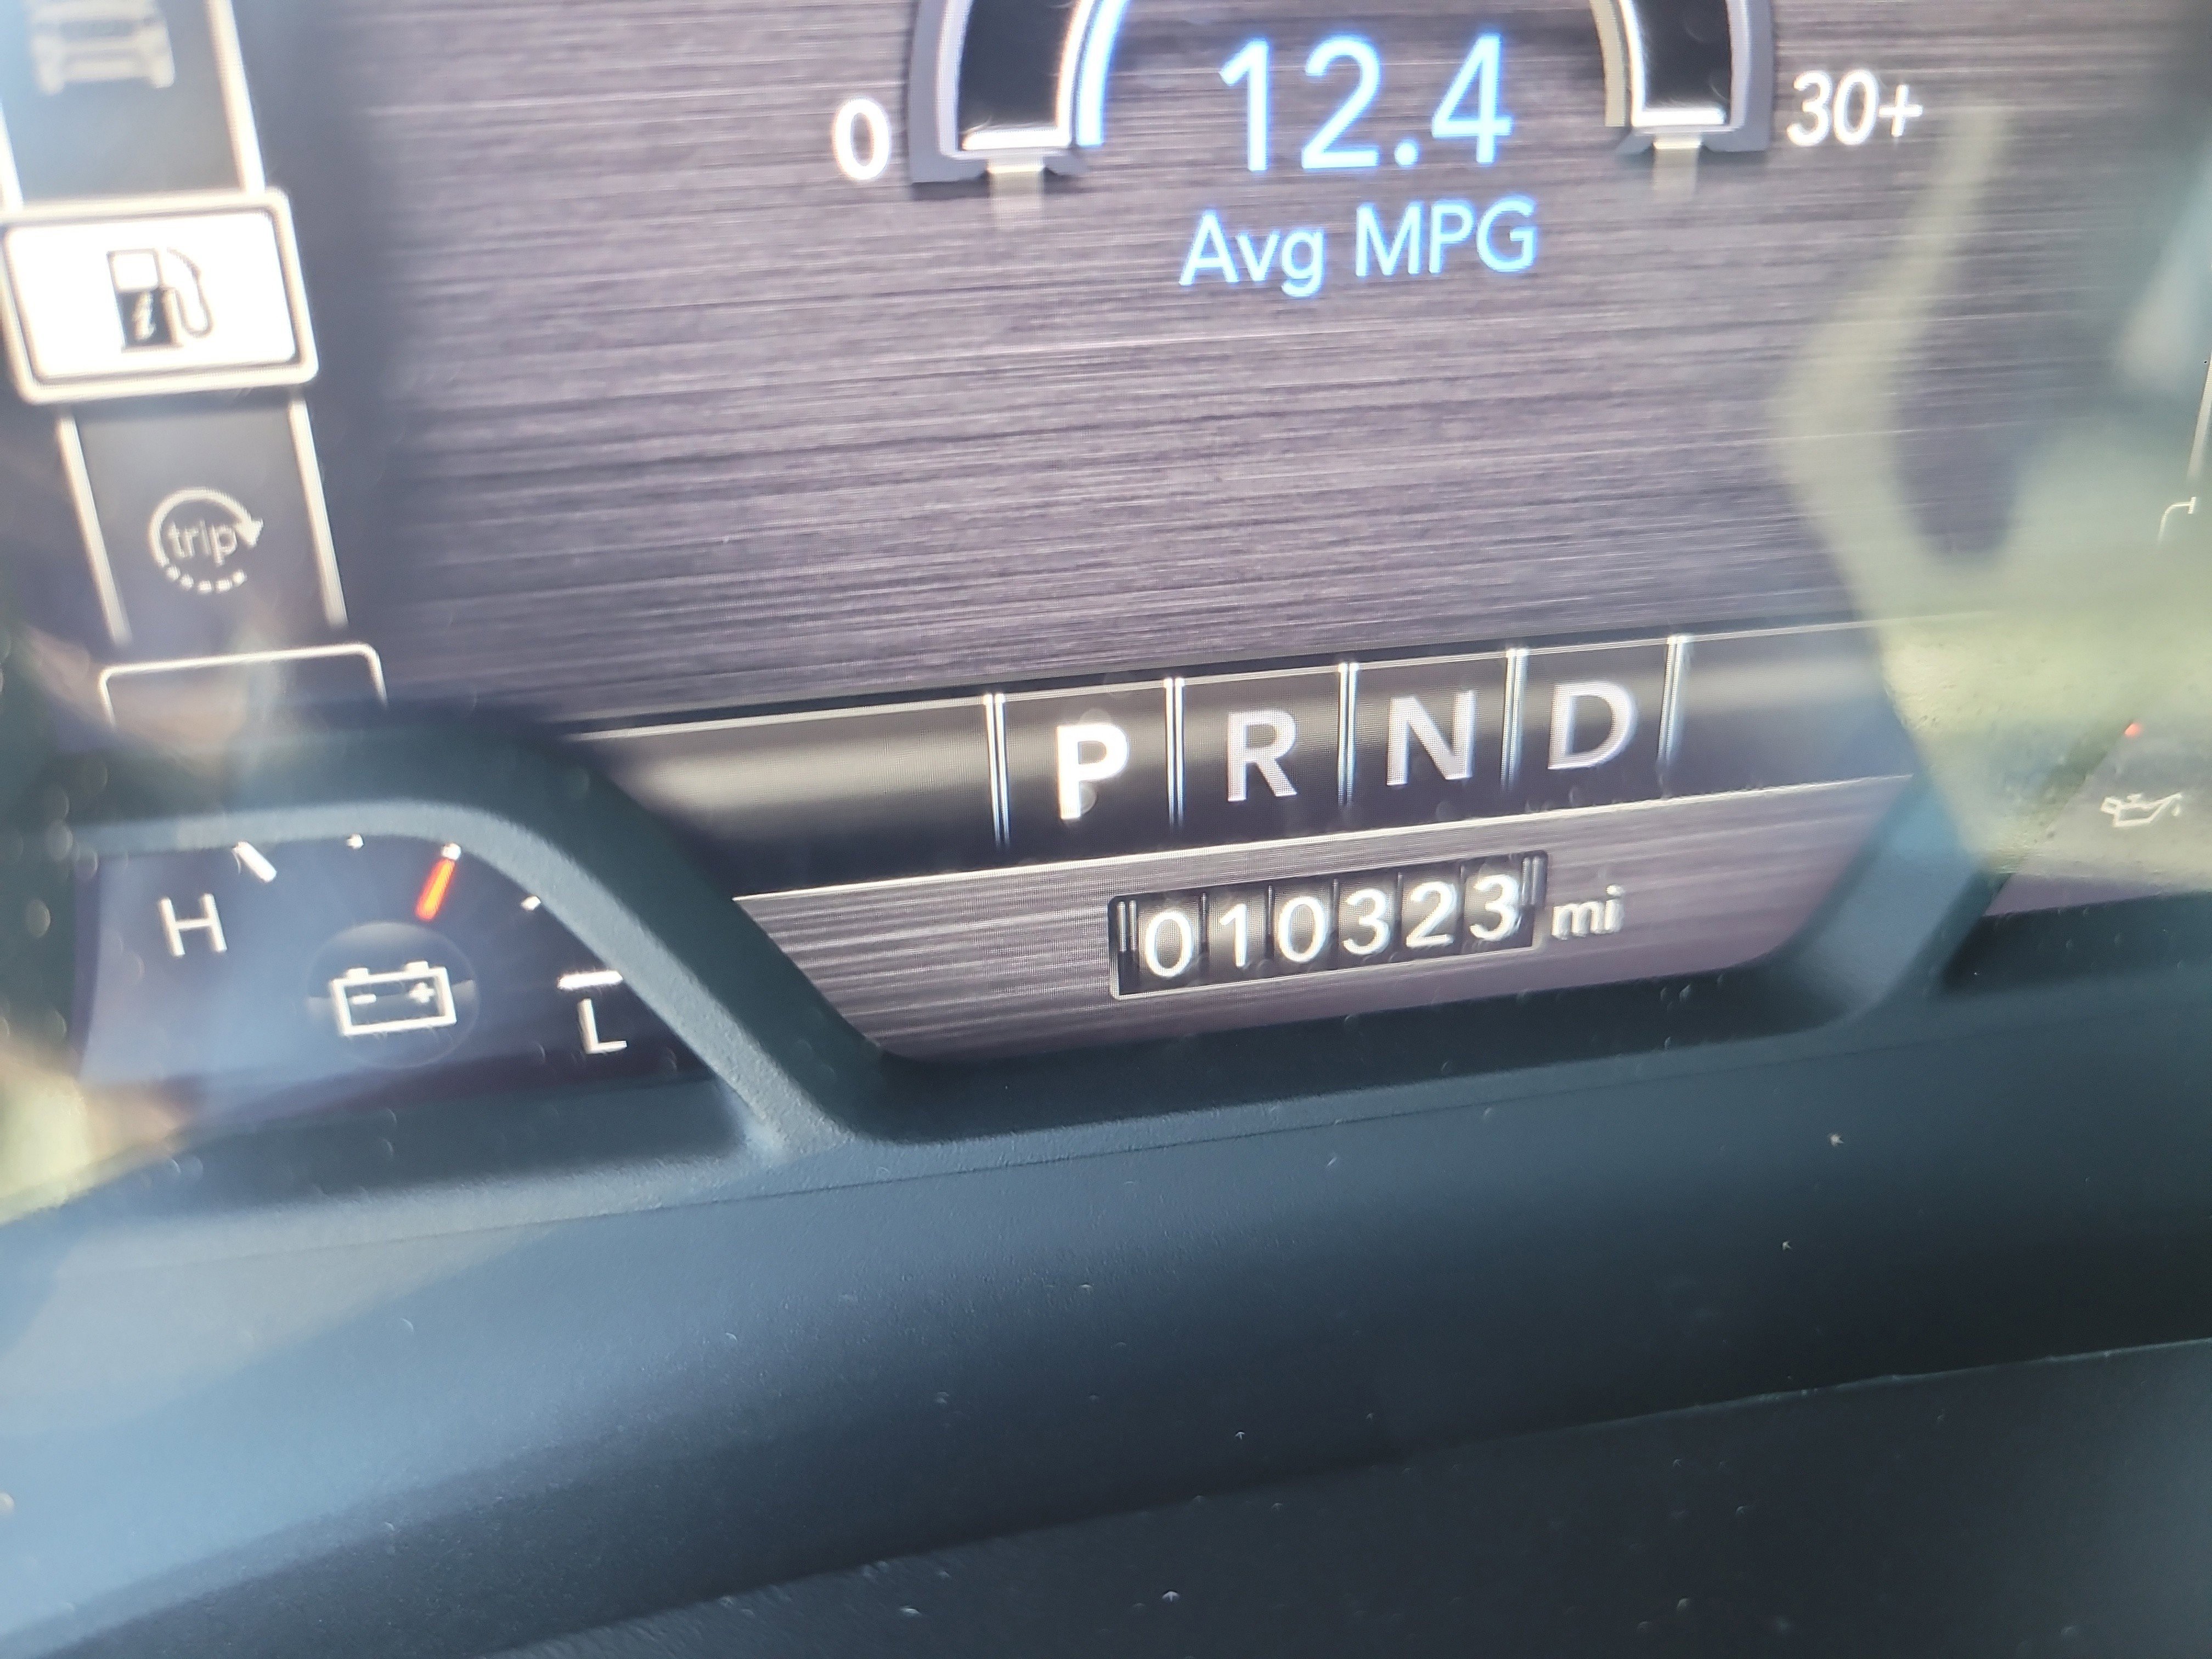 0 12.4 30+
Avg MPG
i
trip
P R N D
010323 mi
H
L